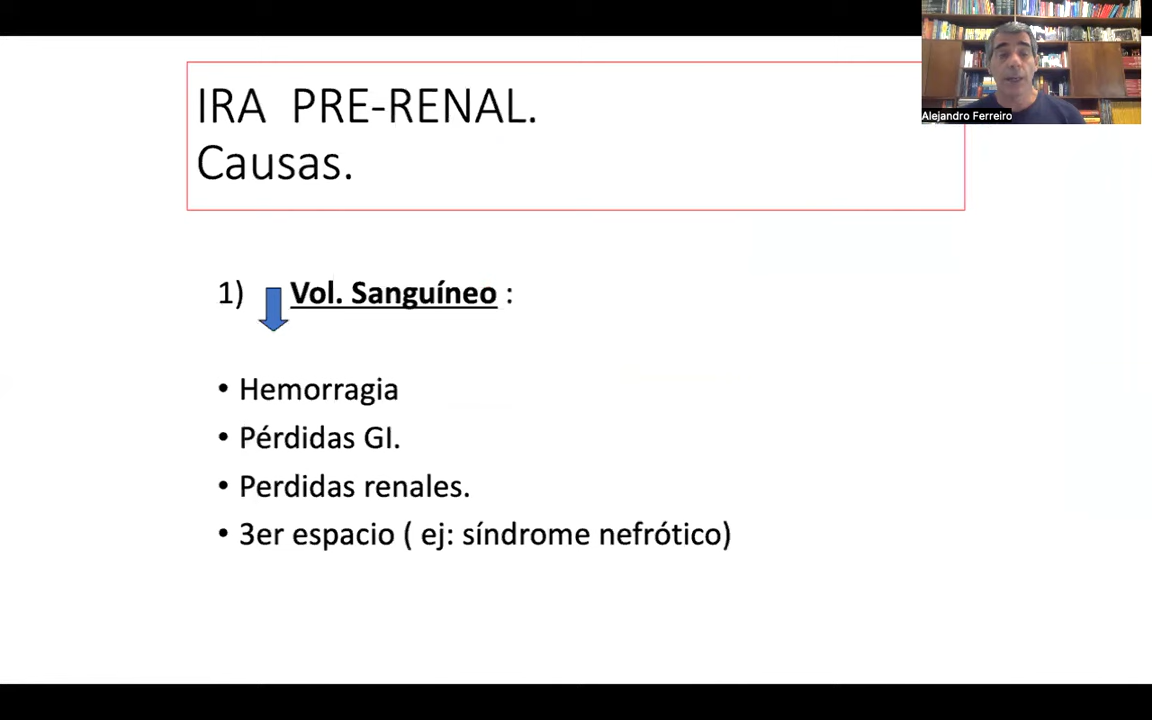 IRA PRE-RENAL.
Causas.
Alejandro Ferreiro
1) Vol. Sanguíneo :
• Hemorragia
• Pérdidas GI.
• Perdidas renales.
• 3er espacio ( ej: síndrome nefrótico)